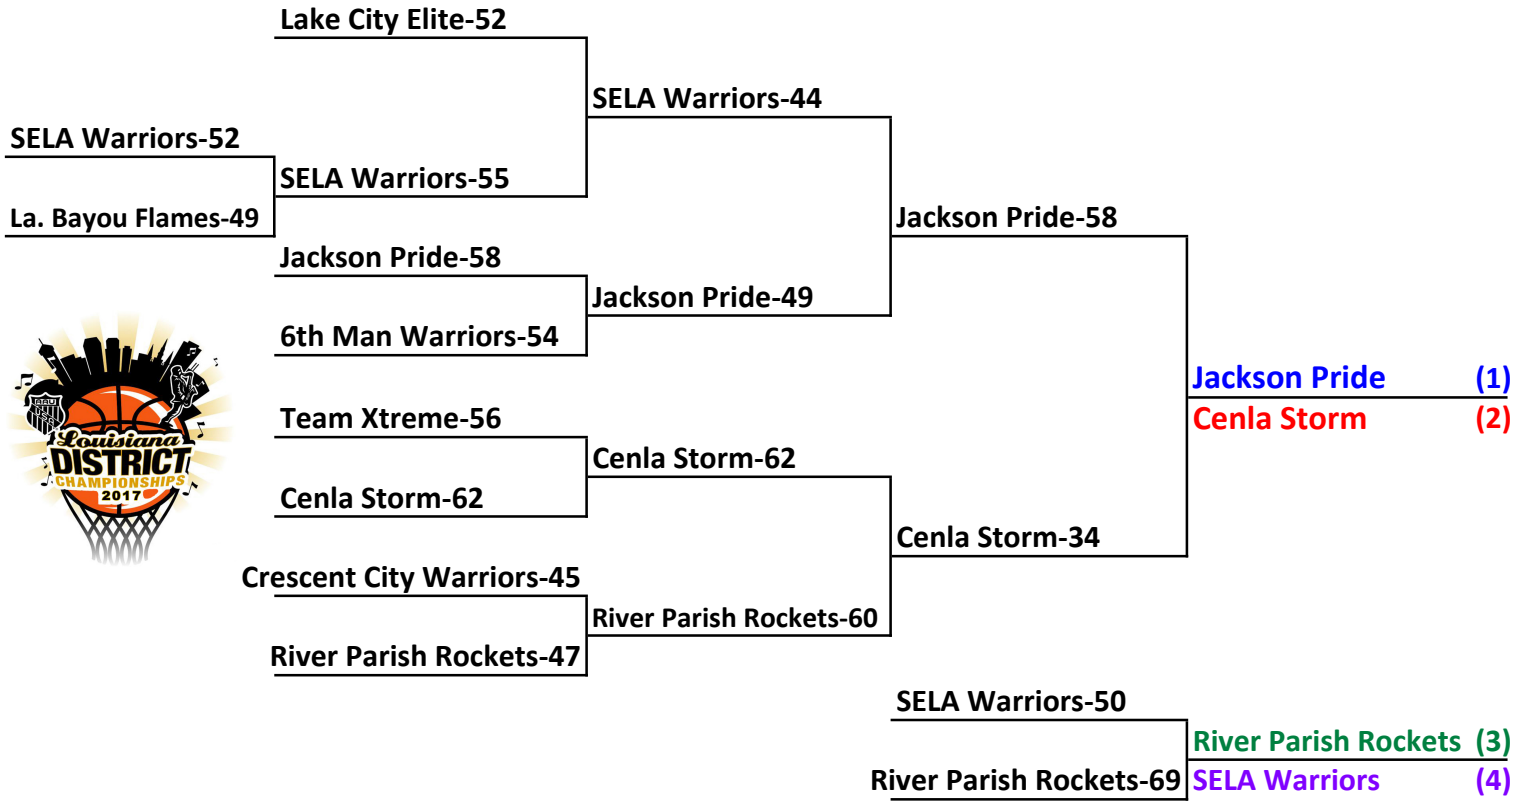 Lake City Elite-52
SELA Warriors-44
SELA Warriors-52
SELA Warriors-55
La. Bayou Flames-49
Jackson Pride-58
Jackson Pride-58
Jackson Pride-49
6th Man Warriors-54
Jackson Pride (1)
Cenla Storm (2)
AAU
Louisiana
DISTRICT
CHAMPIONSHIPS
2017
Team Xtreme-56
Cenla Storm-62
Cenla Storm-62
Cenla Storm-34
Crescent City Warriors-45
River Parish Rockets-60
River Parish Rockets-47
SELA Warriors-50
River Parish Rockets (3)
River Parish Rockets-69
SELA Warriors (4)